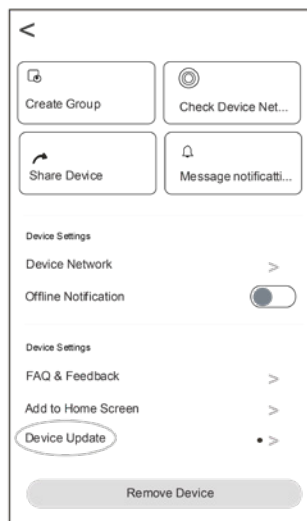 <
Create Group
Check Device Net...
Share Device
Message notificatti...
Device Settings
Device Network >
Offline Notification
Device Settings
FAQ & Feedback >
Add to Home Screen >
Device Update • >
Remove Device